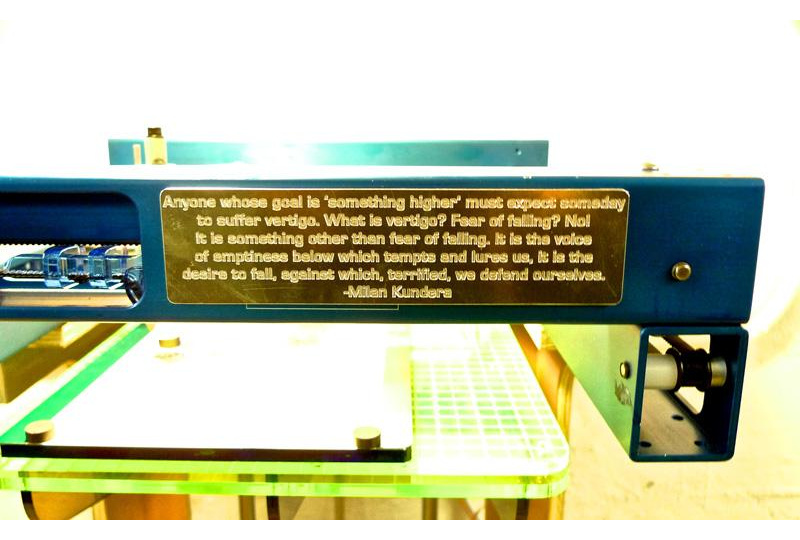 Anyone whose goal is 'something higher' must expect someday
to suffer vertigo. What is vertigo? Fear of falling? No!
It is something other than fear of falling. It is the voice
of emptiness below which tempts and lures us, it is the
desire to fall, against which, terrified, we defend ourselves.
-Milan Kundera